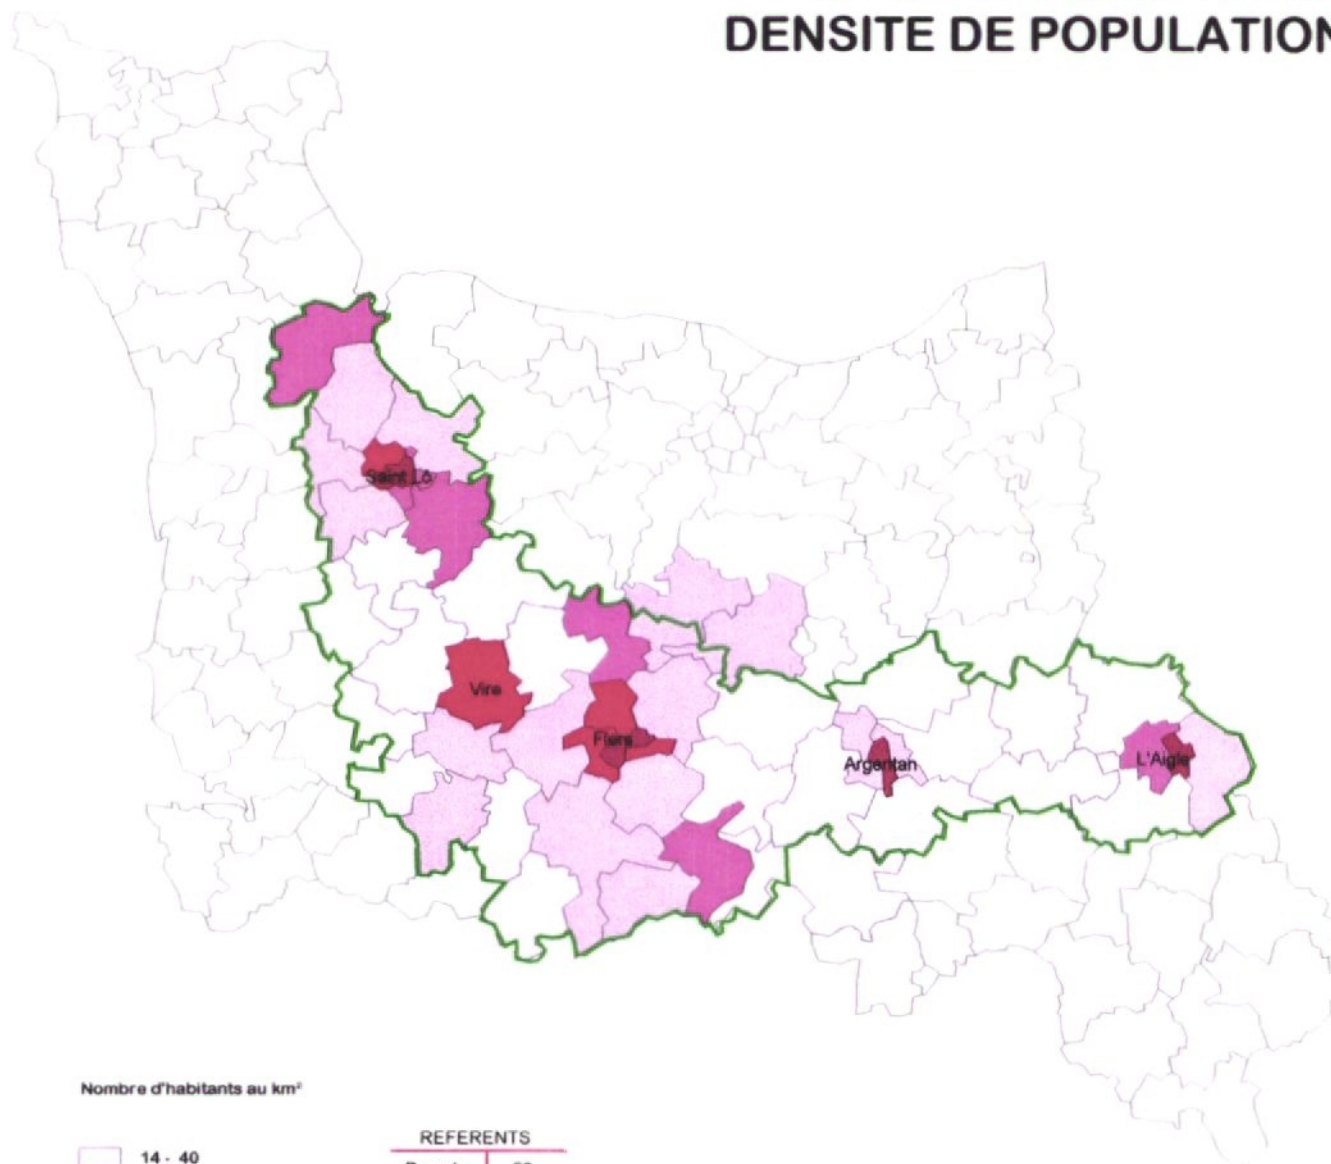 DENSITE DE POPULATION
Saint Lô
Vire
Flers
Argentan
L'Aigle
Nombre d'habitants au km²
14 - 40
REFERENTS